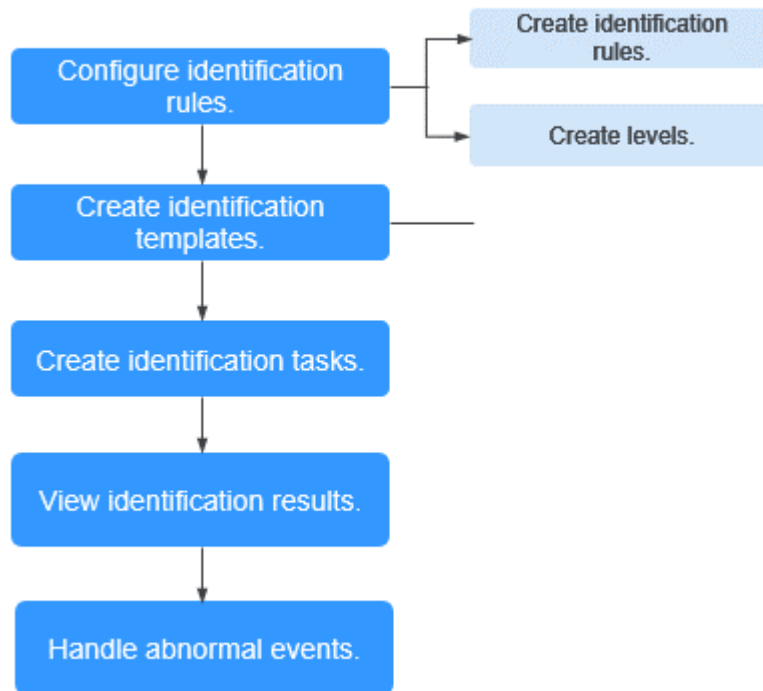 Create identification
rules.
Configure identification
rules.
Create levels.
Create identification
templates.
Create identification tasks.
View identification results.
Handle abnormal events.